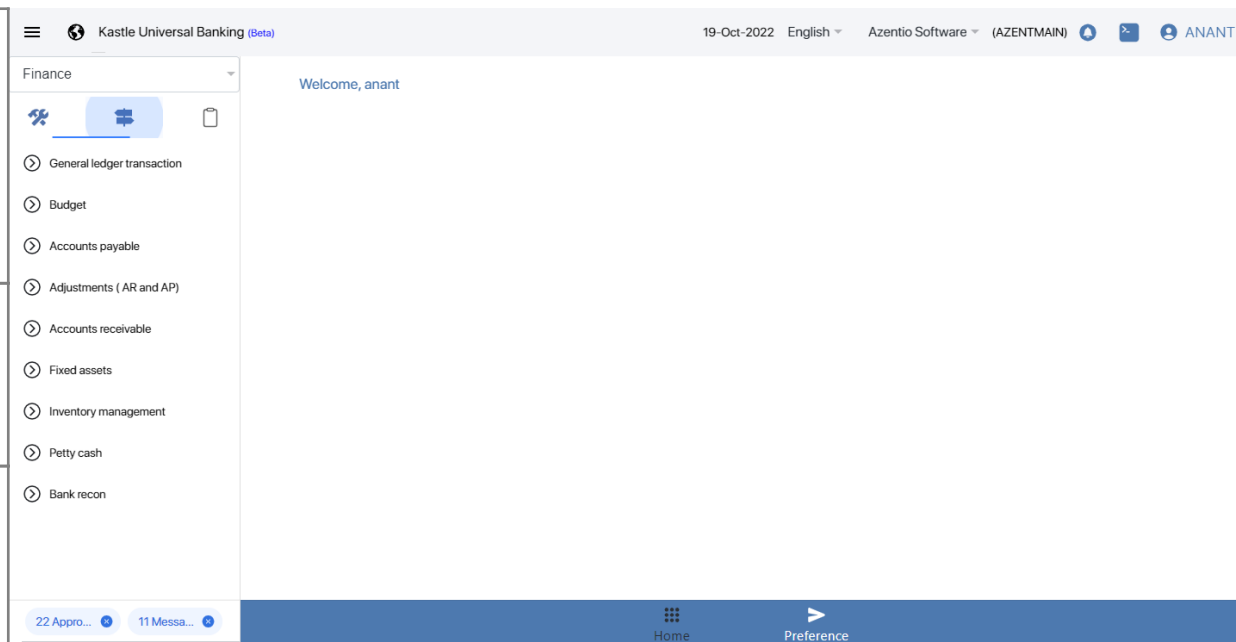 Kastle Universal Banking (Beta)
19-Oct-2022 English Azentio Software (AZENTMAIN) ANANT
Finance
Welcome, anant
General ledger transaction
Budget
Accounts payable
Adjustments ( AR and AP)
Accounts receivable
Fixed assets
Inventory management
Petty cash
Bank recon
22 Appro... 11 Messa...
Home Preference